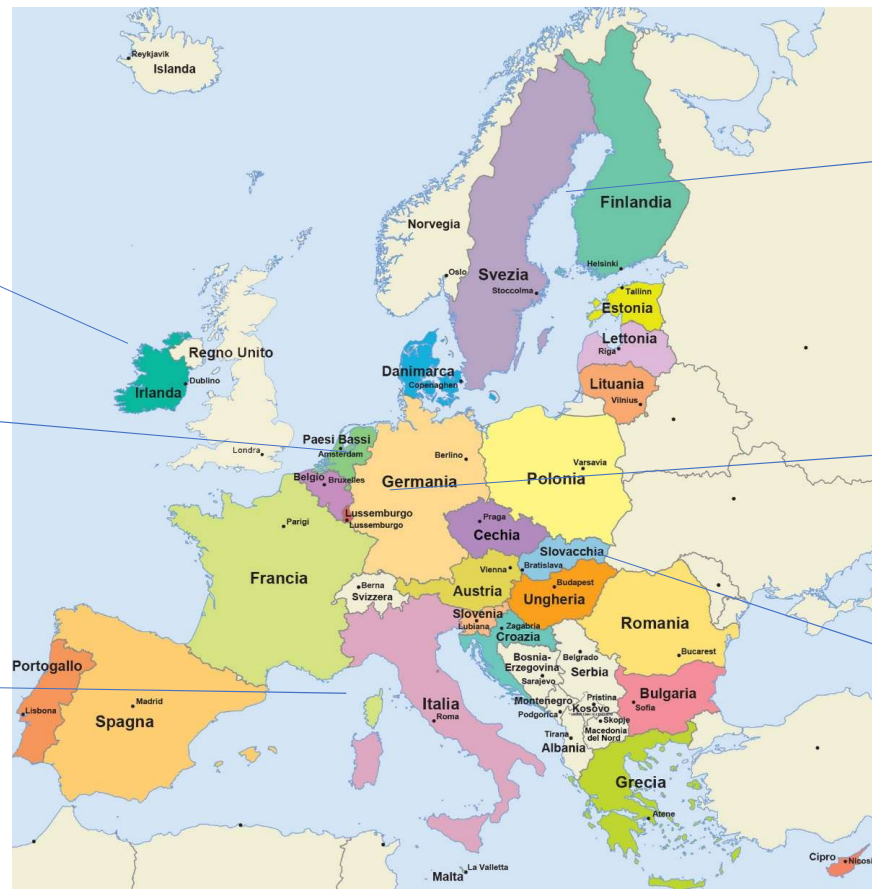 Reykjavik
Islanda
Finlandia
Norvegia
Helsinki
Oslo
Svezia
Stoccolma
Tallinn
Estonia
Lettonia
Riga
Regno Unito
Danimarca
Copenaghen
Dublino
Irlanda
Lituania
Vilnius
Paesi Bassi
Amsterdam
Londra
Berlino
Varsavia
Belgio
Bruxelles
Germania
Polonia
Lussemburgo
Lussemburgo
Parigi
Praga
Cechia
Slovacchia
Vienna
Bratislava
Francia
Berna
Svizzera
Austria
Budapest
Ungheria
Slovenia
Lubiana
Zagabria
Croazia
Romania
Bucarest
Bosnia-
Erzegovina
Sarajevo
Belgrado
Serbia
Portogallo
Lisbona
Madrid
Spagna
Italia
Roma
Montenegro
Podgorica
Pristina
Kosovo
Bulgaria
Sofia
Skopje
Macedonia
del Nord
Tirana
Albania
Grecia
Atene
Cipro
Nicosi
La Valletta
Malta